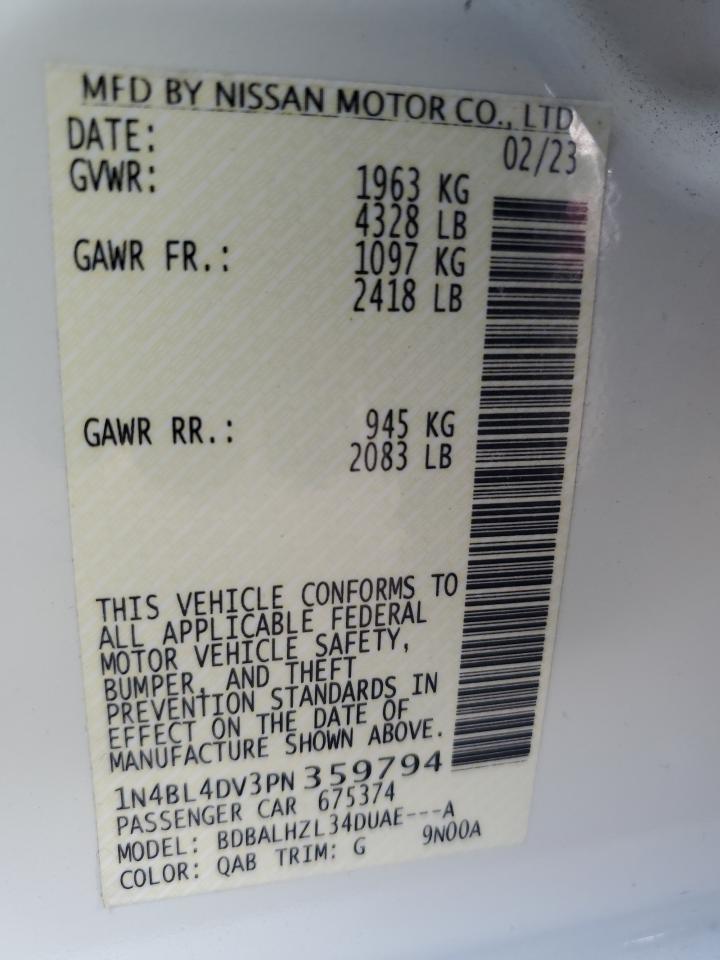 MFD BY NISSAN MOTOR CO., LTD
DATE: 02/23
GVWR: 1963 KG
4328 LB
GAWR FR.: 1097 KG
2418 LB
GAWR RR.: 945 KG
2083 LB
THIS VEHICLE CONFORMS TO
ALL APPLICABLE FEDERAL
MOTOR VEHICLE SAFETY,
BUMPER, AND THEFT
PREVENTION STANDARDS IN
EFFECT ON THE DATE OF
MANUFACTURE SHOWN ABOVE.
1N4BL4DV3PN 359794
PASSENGER CAR 675374
MODEL: BDBALHZL34DUAE---A
COLOR: QAB TRIM: G 9N00A